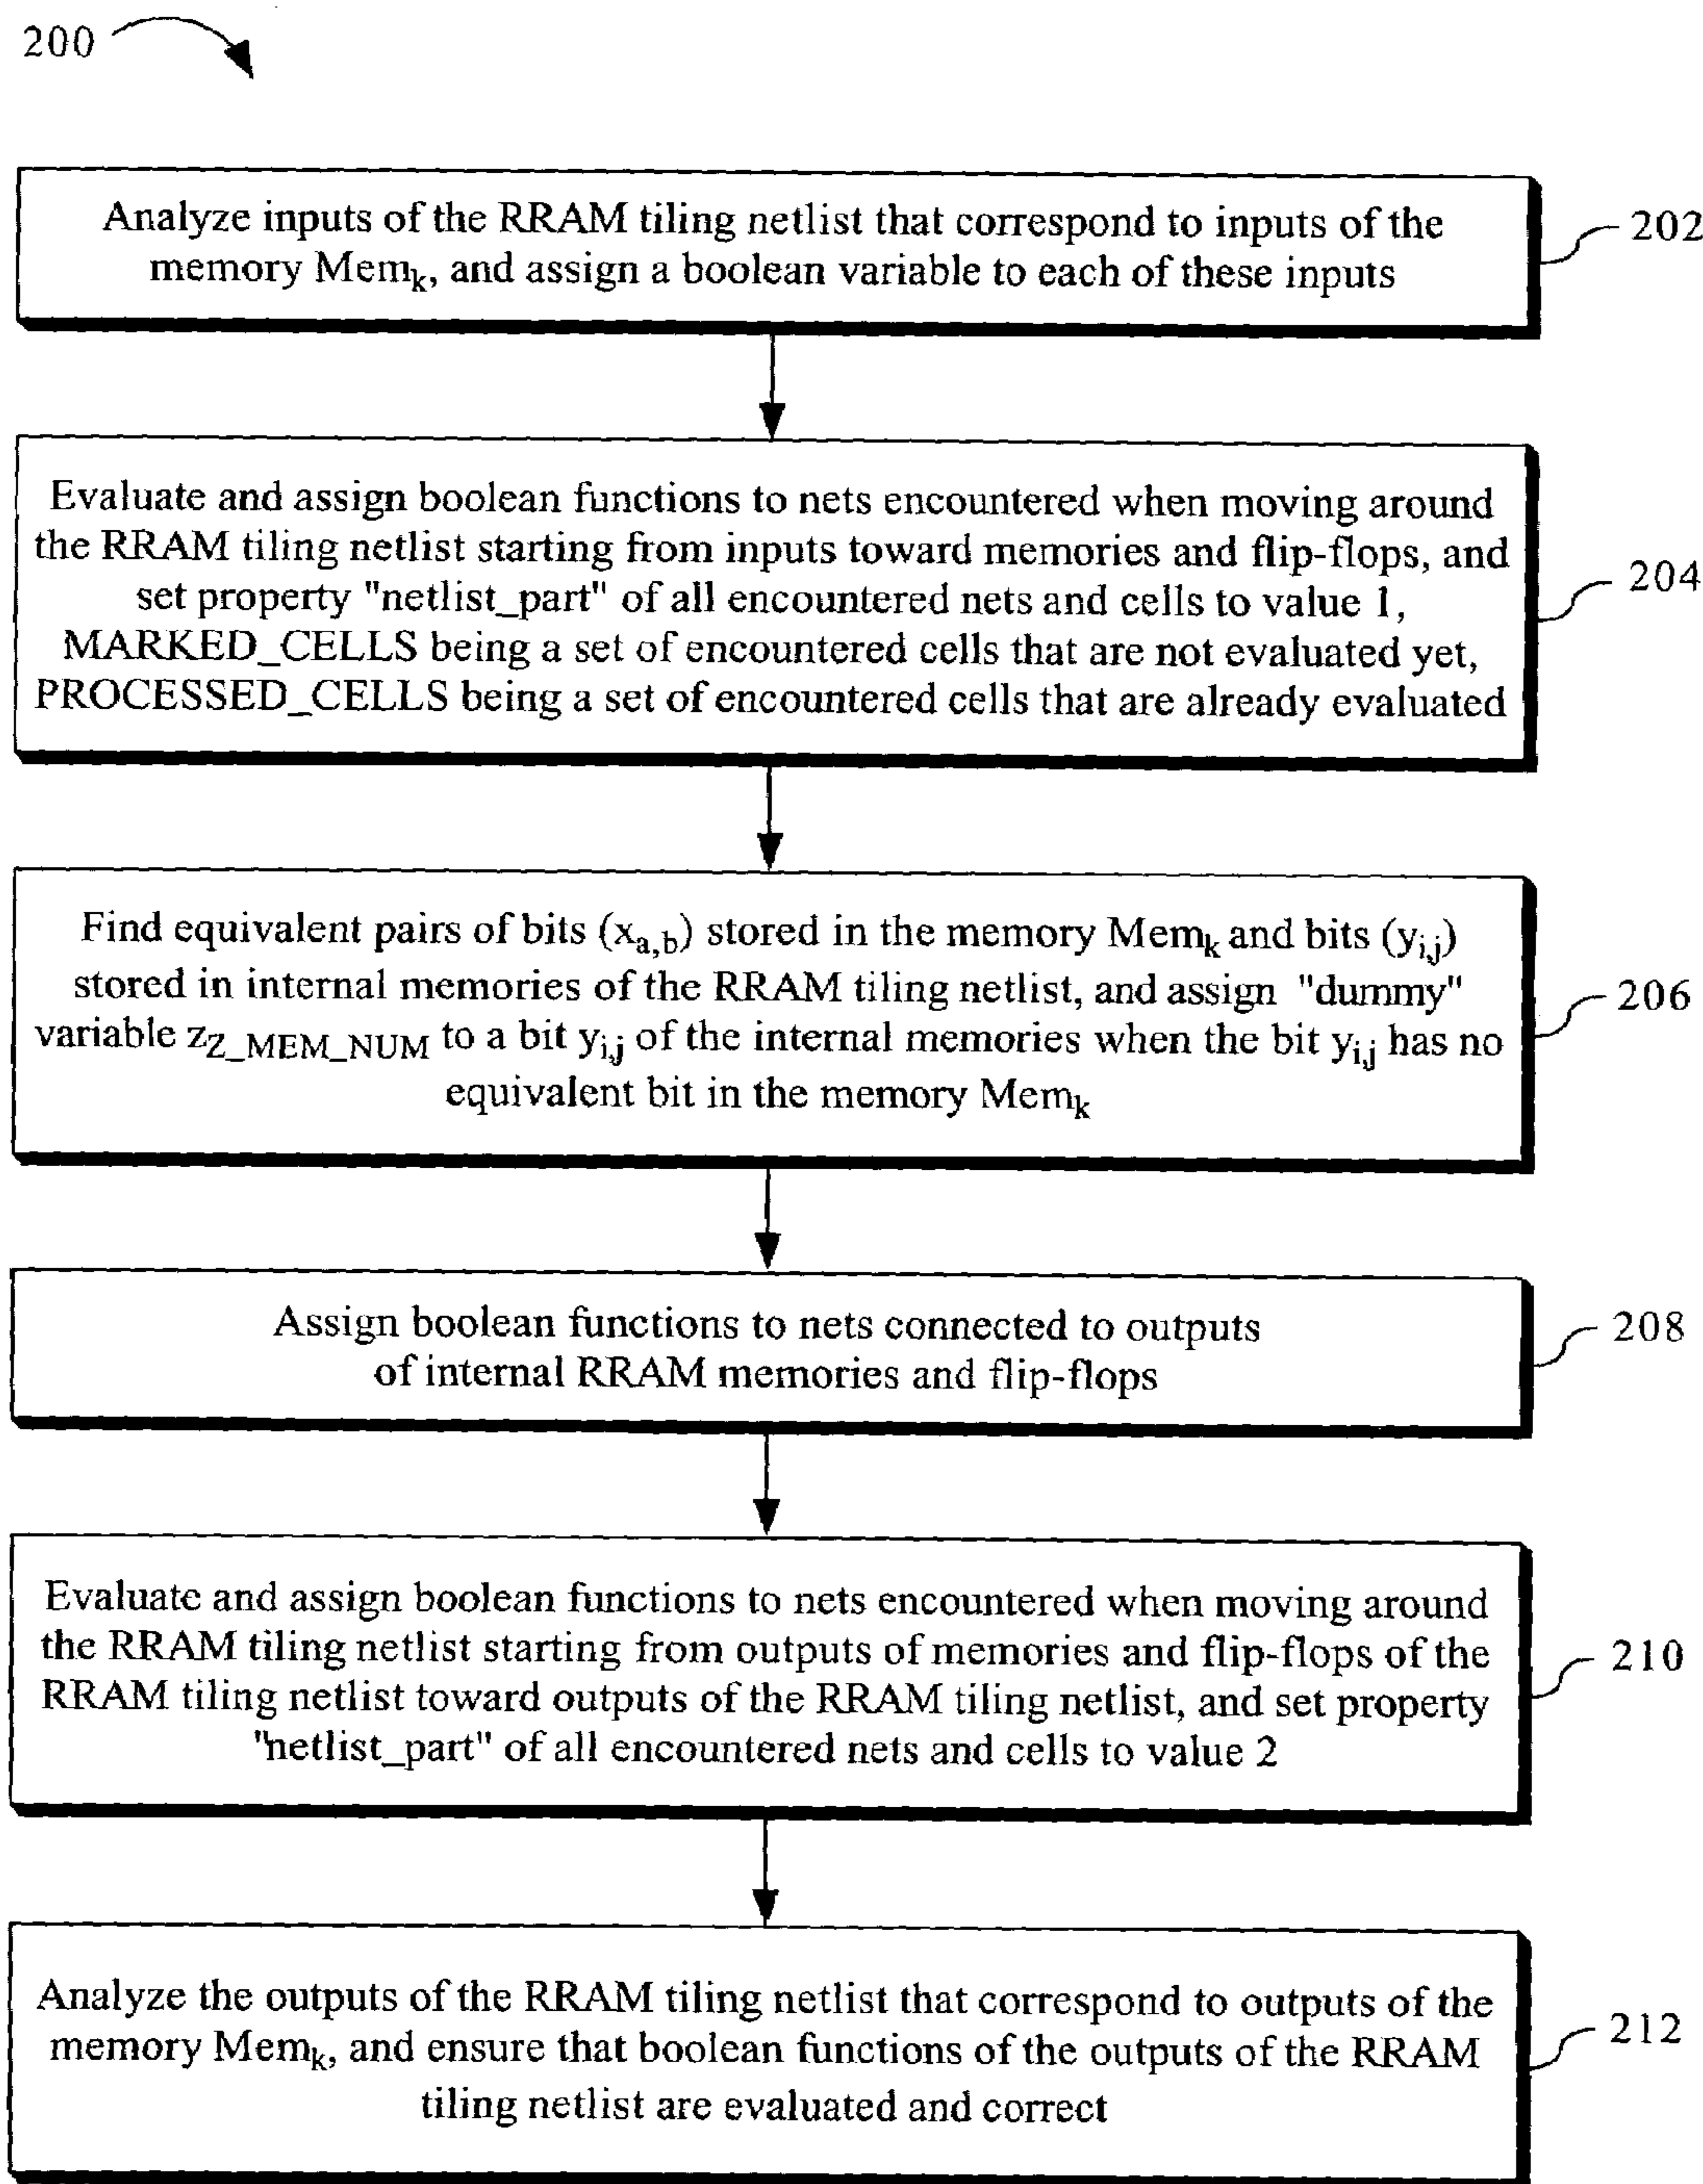 200
Analyze inputs of the RRAM tiling netlist that correspond to inputs of the
memory Memk, and assign a boolean variable to each of these inputs
202
Evaluate and assign boolean functions to nets encountered when moving around
the RRAM tiling netlist starting from inputs toward memories and flip-flops, and
set property "netlist_part" of all encountered nets and cells to value 1,
MARKED_CELLS being a set of encountered cells that are not evaluated yet,
PROCESSED_CELLS being a set of encountered cells that are already evaluated
204
Find equivalent pairs of bits (xa,b) stored in the memory Memk and bits (yi,j)
stored in internal memories of the RRAM tiling netlist, and assign "dummy"
variable zZ_MEM_NUM to a bit yi,j of the internal memories when the bit yi,j has no
equivalent bit in the memory Memk
206
Assign boolean functions to nets connected to outputs
of internal RRAM memories and flip-flops
208
Evaluate and assign boolean functions to nets encountered when moving around
the RRAM tiling netlist starting from outputs of memories and flip-flops of the
RRAM tiling netlist toward outputs of the RRAM tiling netlist, and set property
"netlist_part" of all encountered nets and cells to value 2
210
Analyze the outputs of the RRAM tiling netlist that correspond to outputs of the
memory Memk, and ensure that boolean functions of the outputs of the RRAM
tiling netlist are evaluated and correct
212